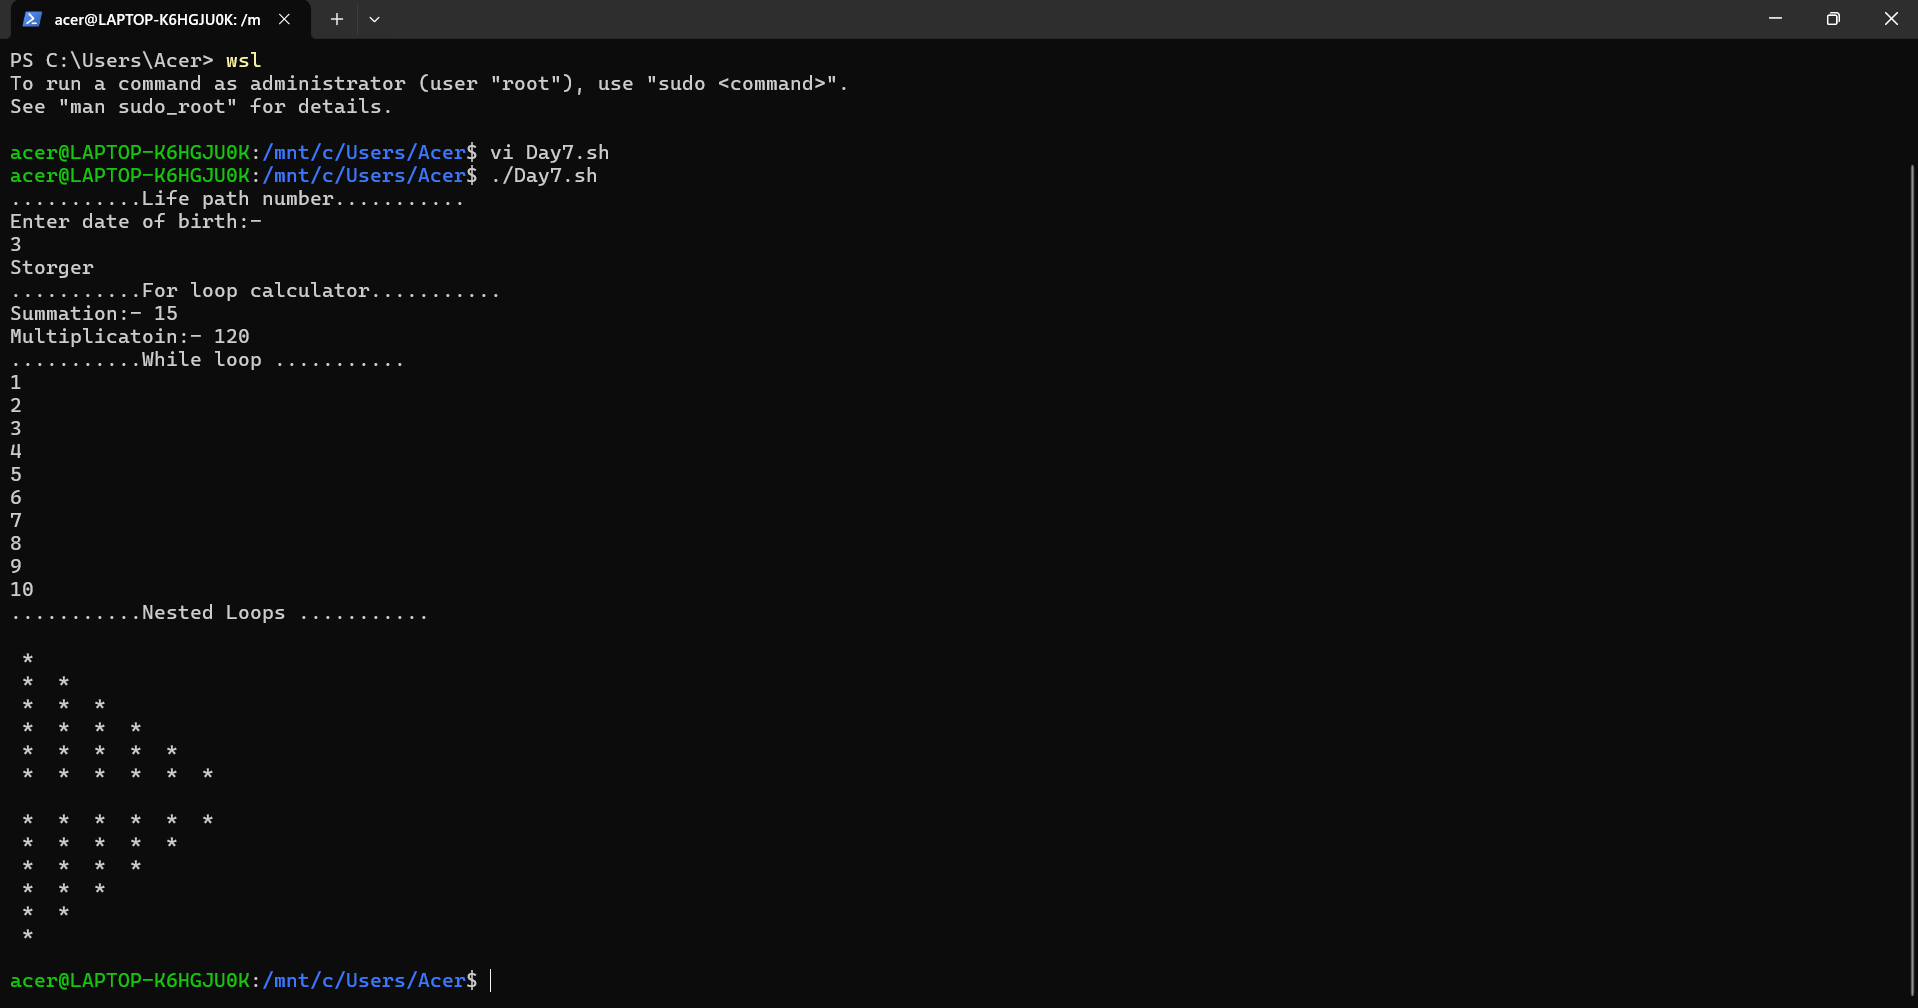 acer@LAPTOP-K6HGJU0K: /m
PS C:\Users\Acer> wsl
To run a command as administrator (user "root"), use "sudo <command>".
See "man sudo_root" for details.
acer@LAPTOP-K6HGJU0K:/mnt/c/Users/Acer$ vi Day7.sh
acer@LAPTOP-K6HGJU0K:/mnt/c/Users/Acer$ ./Day7.sh
...........Life path number...........
Enter date of birth:-
3
Storger
...........For loop calculator...........
Summation:- 15
Multiplicatoin:- 120
...........While loop ...........
1
2
3
4
5
6
7
8
9
10
...........Nested Loops ...........
 *
 *  *
 *  *  *
 *  *  *  *
 *  *  *  *  *
 *  *  *  *  *  *
 *  *  *  *  *  *
 *  *  *  *  *
 *  *  *  *
 *  *  *
 *  *
 *
acer@LAPTOP-K6HGJU0K:/mnt/c/Users/Acer$